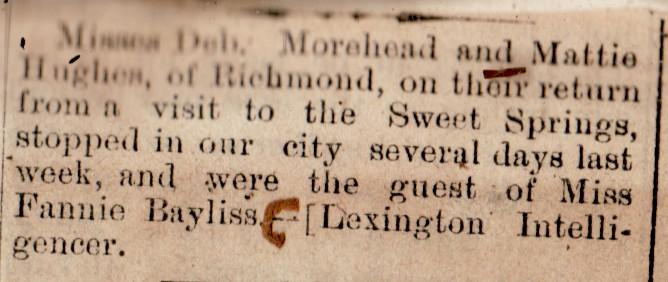 Misses Deb. Morehead and Mattie
Hughes, of Richmond, on their return
from a visit to the Sweet Springs,
stopped in our city several days last
week, and were the guest of Miss
Fannie Bayliss.—[Lexington Intelli-
gencer.